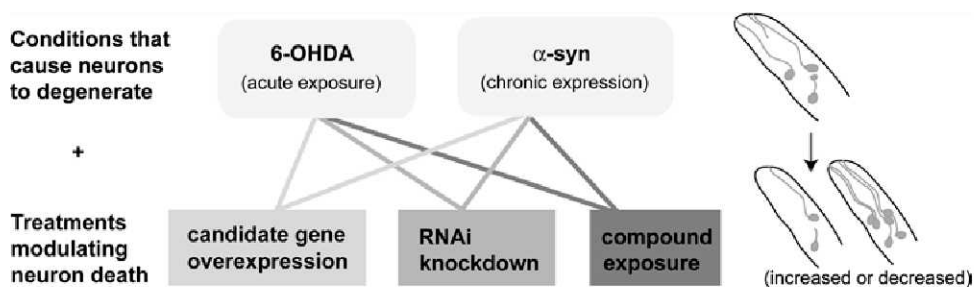 Conditions that
cause neurons
to degenerate
6-OHDA
(acute exposure)
α-syn
(chronic expression)
+
Treatments
modulating
neuron death
candidate gene
overexpression
RNAi
knockdown
compound
exposure
(increased or decreased)